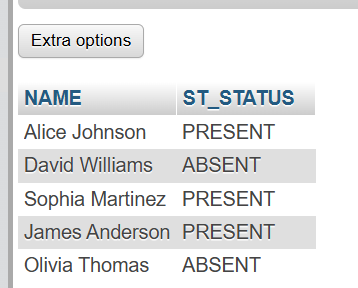 Extra options
NAME ST_STATUS
Alice Johnson PRESENT
David Williams ABSENT
Sophia Martinez PRESENT
James Anderson PRESENT
Olivia Thomas ABSENT